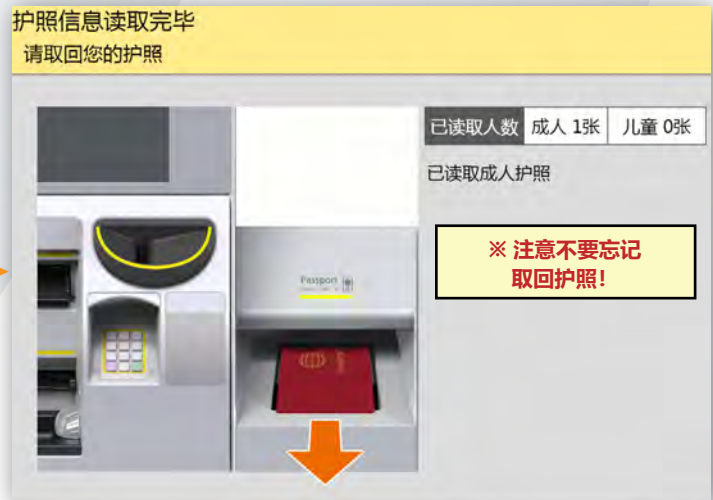 护照信息读取完毕
请取回您的护照
已读取人数 成人 1张 儿童 0张
已读取成人护照
※ 注意不要忘记
取回护照！
Passport